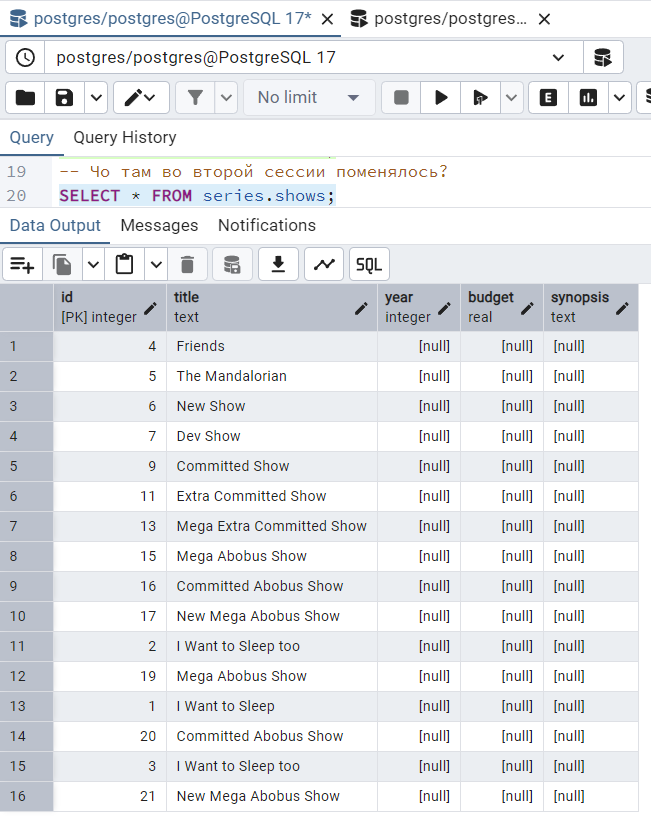 postgres/postgres@PostgreSQL 17* postgres/postgres...
postgres/postgres@PostgreSQL 17
No limit E
Query Query History
19 -- Чо там во второй сессии поменялось?
20 SELECT * FROM series.shows;
Data Output Messages Notifications
SQL
id title year budget synopsis
[PK] integer text integer real text
1 4 Friends [null] [null] [null]
2 5 The Mandalorian [null] [null] [null]
3 6 New Show [null] [null] [null]
4 7 Dev Show [null] [null] [null]
5 9 Committed Show [null] [null] [null]
6 11 Extra Committed Show [null] [null] [null]
7 13 Mega Extra Committed Show [null] [null] [null]
8 15 Mega Abobus Show [null] [null] [null]
9 16 Committed Abobus Show [null] [null] [null]
10 17 New Mega Abobus Show [null] [null] [null]
11 2 I Want to Sleep too [null] [null] [null]
12 19 Mega Abobus Show [null] [null] [null]
13 1 I Want to Sleep [null] [null] [null]
14 20 Committed Abobus Show [null] [null] [null]
15 3 I Want to Sleep too [null] [null] [null]
16 21 New Mega Abobus Show [null] [null] [null]